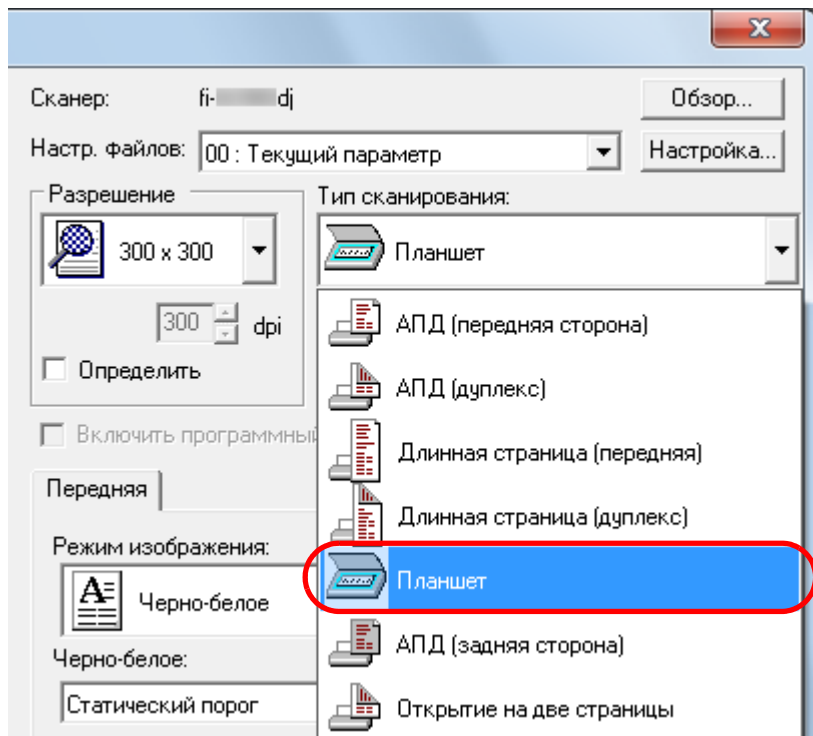 Сканер: fi- dj Обзор...
Настр. файлов: 00 : Текущий параметр Настройка...
Разрешение Тип сканирования:
300 x 300 Планшет
300 dpi АПД (передняя сторона)
Определить АПД (дуплекс)
Включить программный Длинная страница (передняя)
Передняя Длинная страница (дуплекс)
Режим изображения: Планшет
Черно-белое АПД (задняя сторона)
Черно-белое:
Статический порог Открытие на две страницы